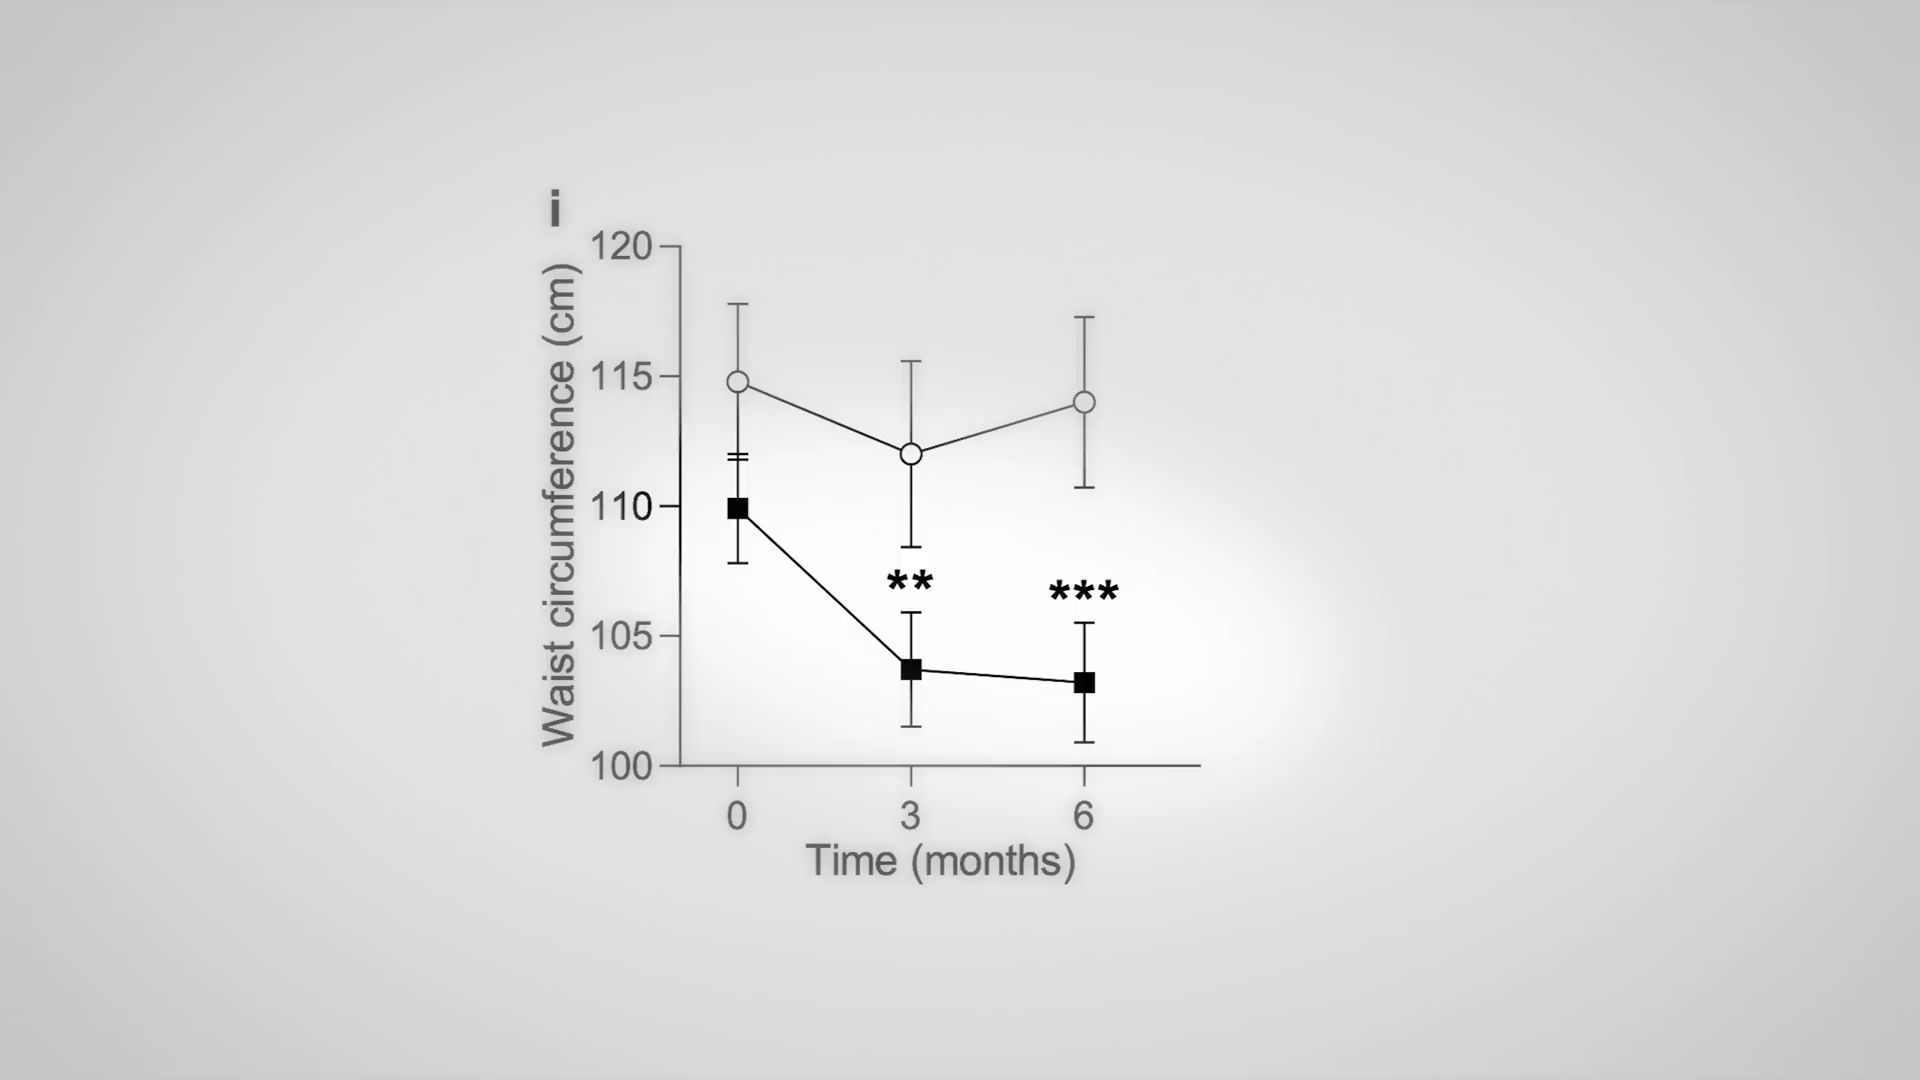 i
Waist circumference (cm)
120
115
110
105
100
**
***
0 3 6
Time (months)